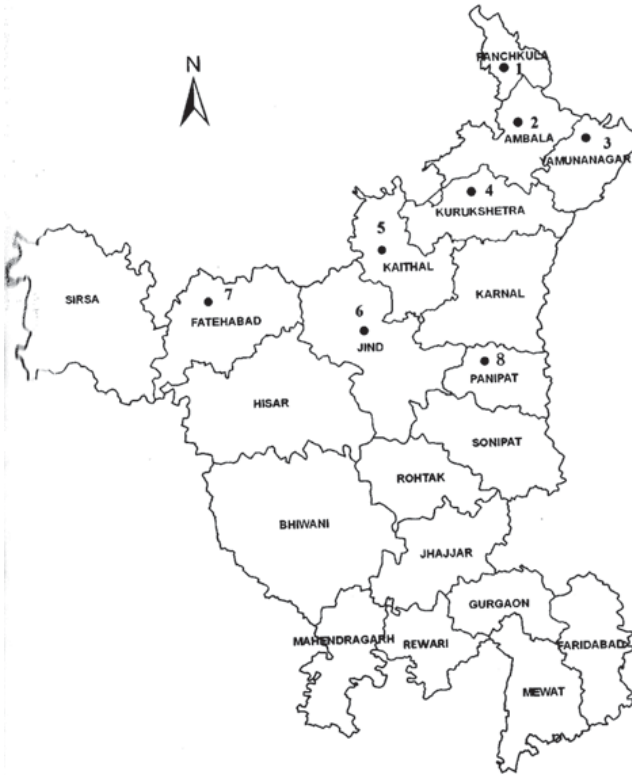 N
PANCHKULA
1
2
AMBALA
3
YAMUNANAGAR
4
KURUKSHETRA
5
KAITHAL
SIRSA
7
FATEHABAD
KARNAL
6
JIND
8
PANIPAT
HISAR
SONIPAT
ROHTAK
BHIWANI
JHAJJAR
GURGAON
MAHENDRAGARH
REWARI
FARIDABAD
MEWAT